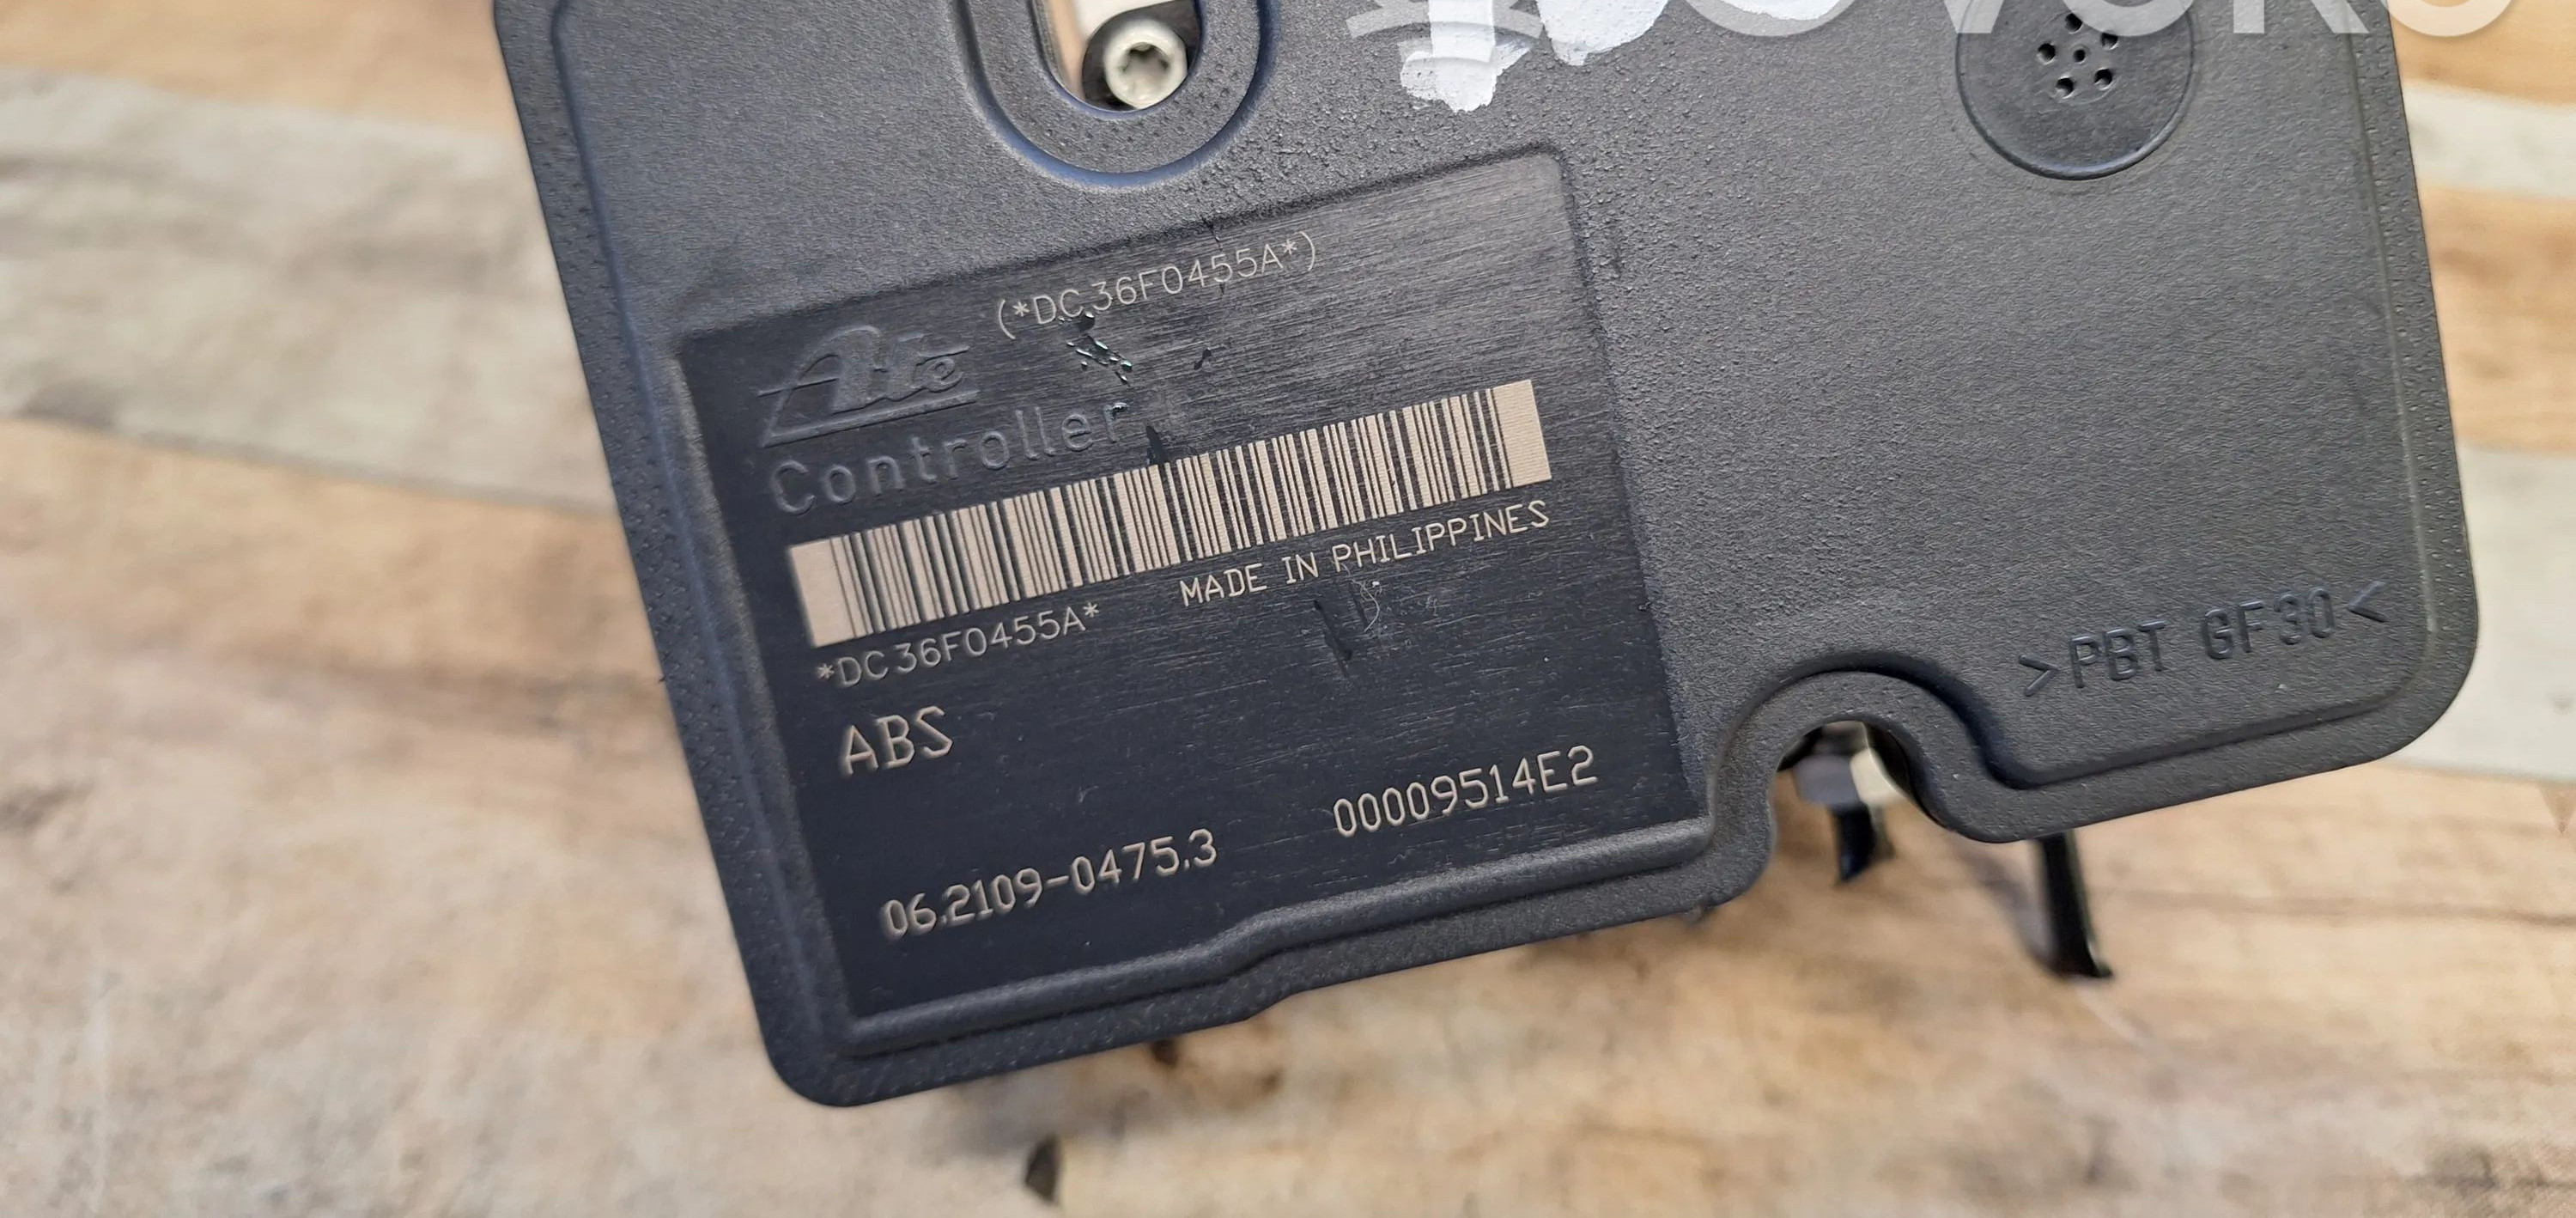 (*DC36F0455A*)
Ate
Controller
MADE IN PHILIPPINES
*DC36F0455A*
ABS
06.2109-0475.3
00009514E2
>PBT GF30<